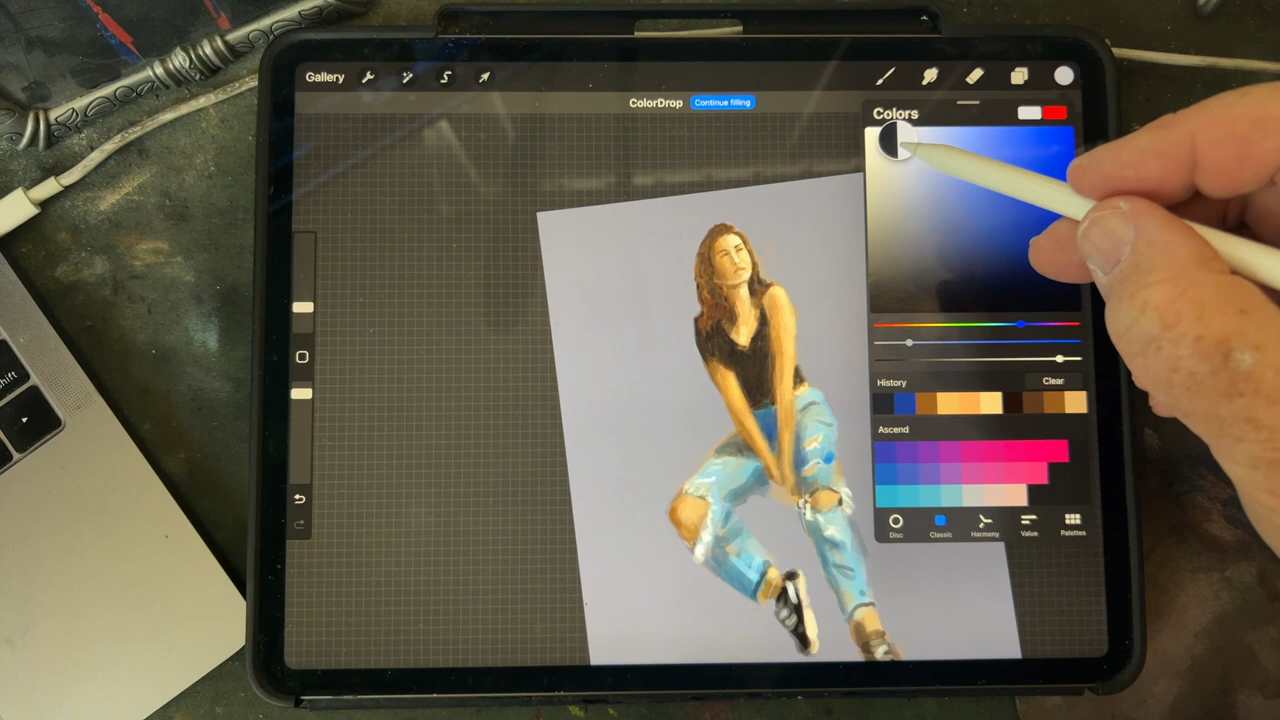 Gallery
ColorDrop Continue filling
Colors
History Clear
Ascend
Disc Classic Harmony Value Palettes
shift